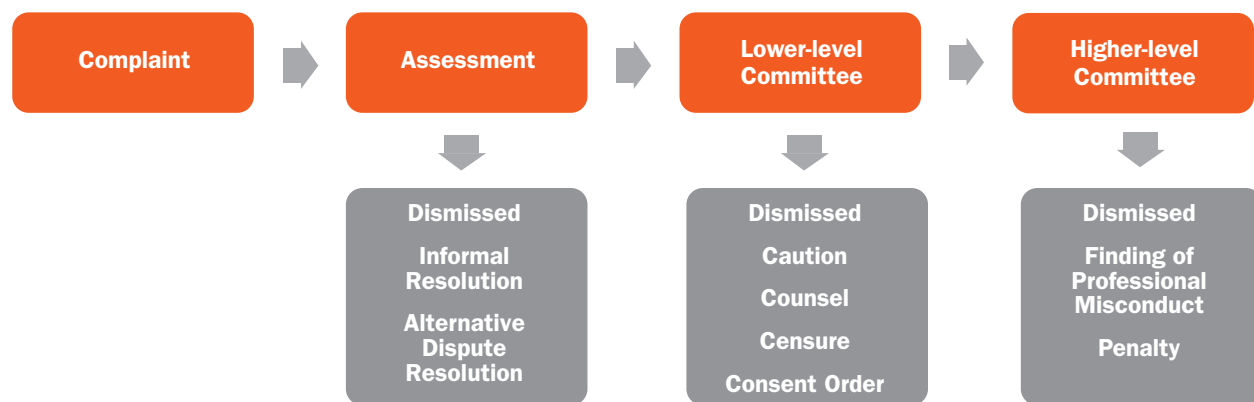 Complaint
Assessment
Lower-level
Committee
Higher-level
Committee
Dismissed
Informal
Resolution
Alternative
Dispute
Resolution
Dismissed
Caution
Counsel
Censure
Consent Order
Dismissed
Finding of
Professional
Misconduct
Penalty